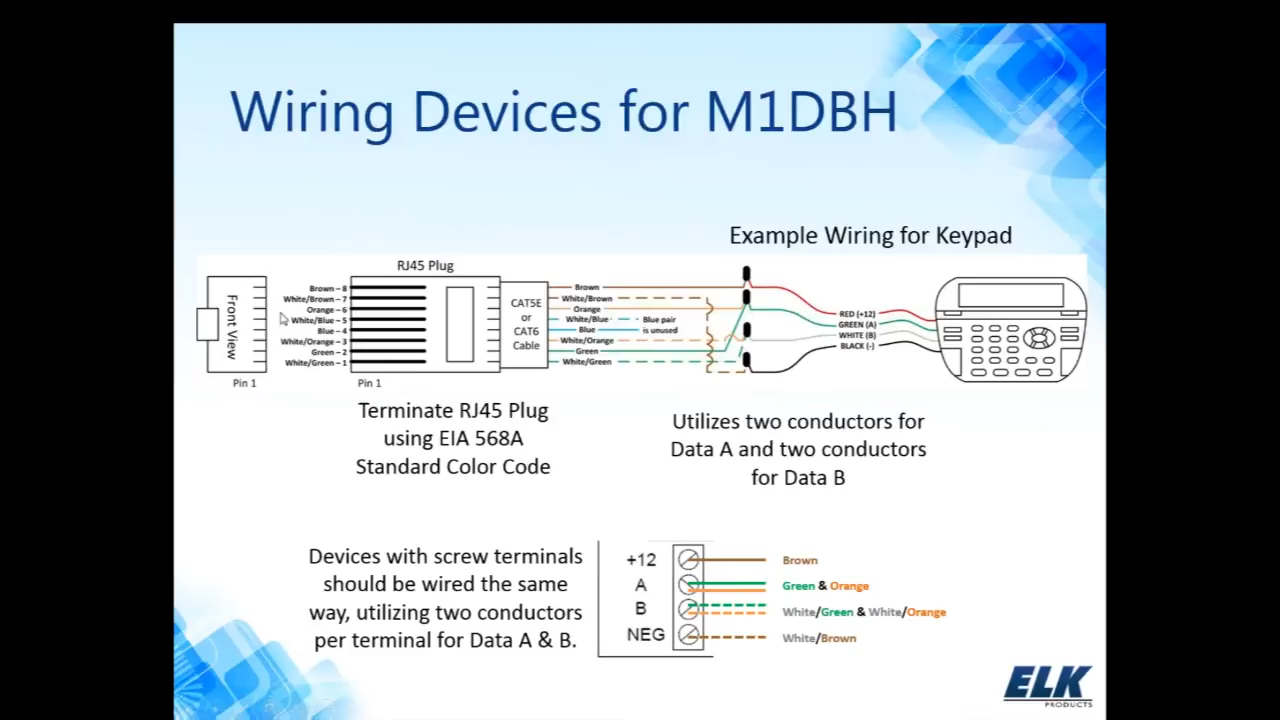 Wiring Devices for M1DBH
Example Wiring for Keypad
RJ45 Plug
Front View
Pin 1
Brown – 8
White/Brown – 7
Orange – 6
White/Blue – 5
Blue – 4
White/Orange – 3
Green – 2
White/Green – 1
Pin 1
CAT5E
or
CAT6
Cable
Brown
White/Brown
Orange
White/Blue
Blue
White/Orange
Green
White/Green
Blue pair
is unused
RED (+12)
GREEN (A)
WHITE (B)
BLACK (-)
Terminate RJ45 Plug
using EIA 568A
Standard Color Code
Utilizes two conductors for
Data A and two conductors
for Data B
Devices with screw terminals
should be wired the same
way, utilizing two conductors
per terminal for Data A & B.
+12
A
B
NEG
Brown
Green & Orange
White/Green & White/Orange
White/Brown
ELK
PRODUCTS